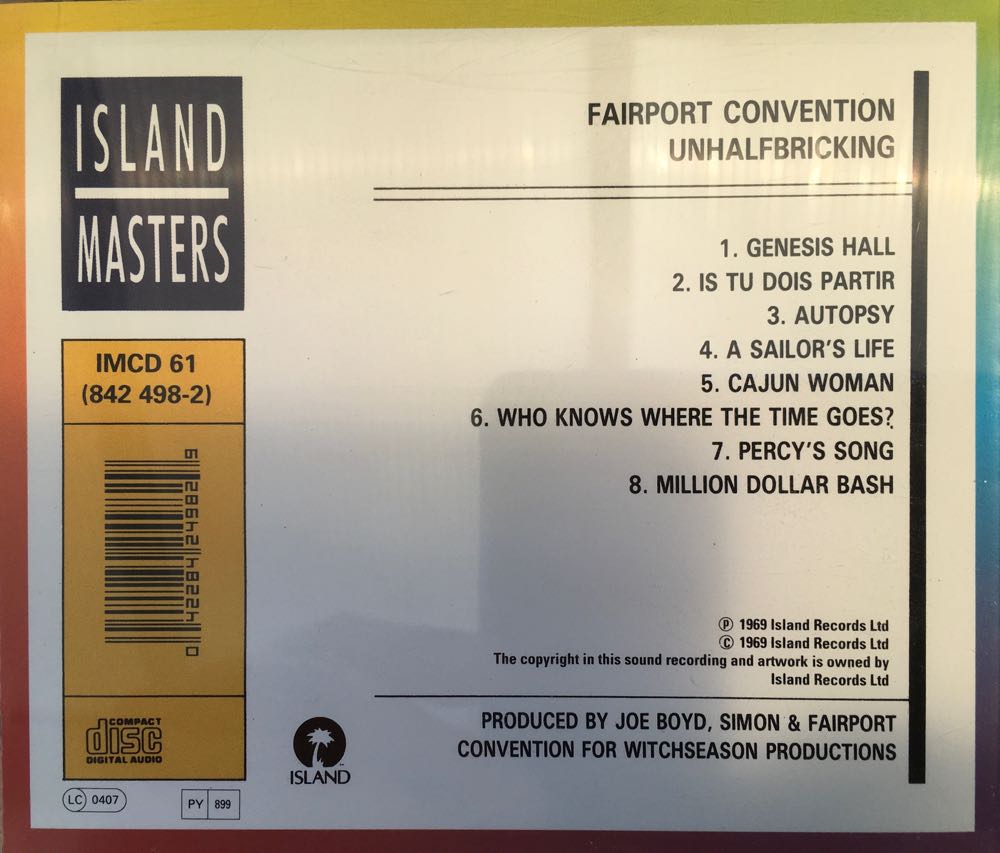 ISLAND
MASTERS
IMCD 61
(842 498-2)
0 42284 24982 6
COMPACT
disc
DIGITAL AUDIO
LC 0407
PY 899
FAIRPORT CONVENTION
UNHALFBRICKING
1. GENESIS HALL
2. IS TU DOIS PARTIR
3. AUTOPSY
4. A SAILOR'S LIFE
5. CAJUN WOMAN
6. WHO KNOWS WHERE THE TIME GOES?
7. PERCY'S SONG
8. MILLION DOLLAR BASH
℗ 1969 Island Records Ltd
© 1969 Island Records Ltd
The copyright in this sound recording and artwork is owned by
Island Records Ltd
ISLAND
PRODUCED BY JOE BOYD, SIMON & FAIRPORT
CONVENTION FOR WITCHSEASON PRODUCTIONS